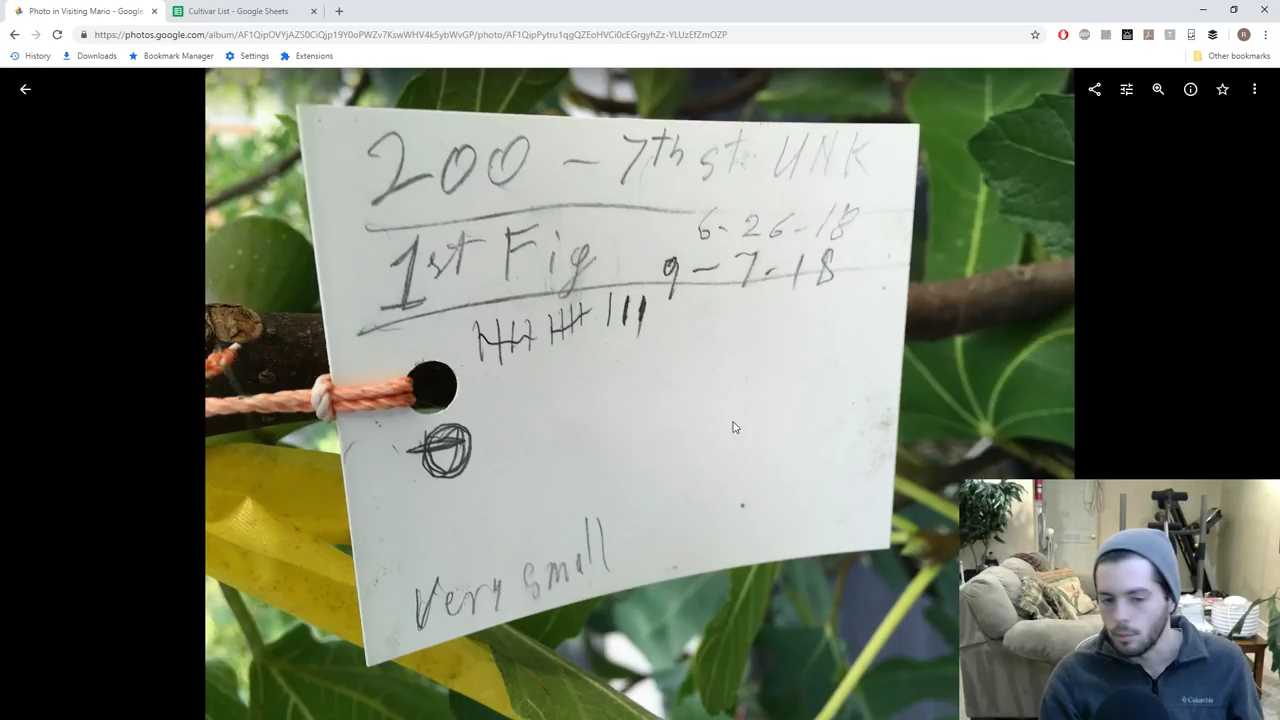 Photo in Visiting Mario - Google
Cultivar List - Google Sheets
https://photos.google.com/album/AF1QipOVYjAZS0CiQjp19Y0oPWZv7KswWHV4kSybWvGP/photo/AF1QipPytru1qgQZEoHVCi0cEGrgyhZz-YLUzEfZmOZP
History Downloads Bookmark Manager Settings Extensions Other bookmarks
200 - 7th st. UNK
6-26-18
1st Fig 9-7-18
Very small
Columbia